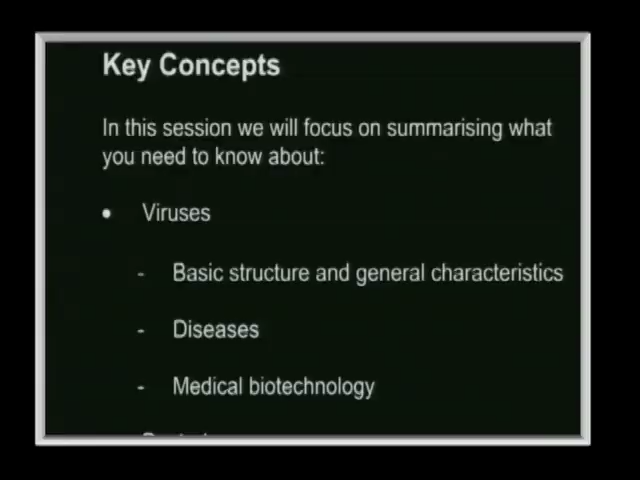 Key Concepts
In this session we will focus on summarising what
you need to know about:
• Viruses
- Basic structure and general characteristics
- Diseases
- Medical biotechnology